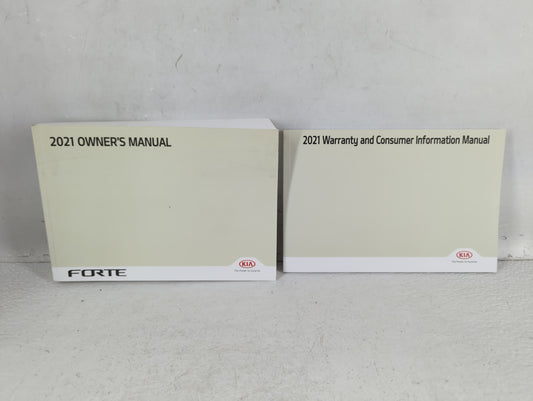 2021 OWNER'S MANUAL
FORTE
KIA
The Power to Surprise
2021 Warranty and Consumer Information Manual
KIA
The Power to Surprise